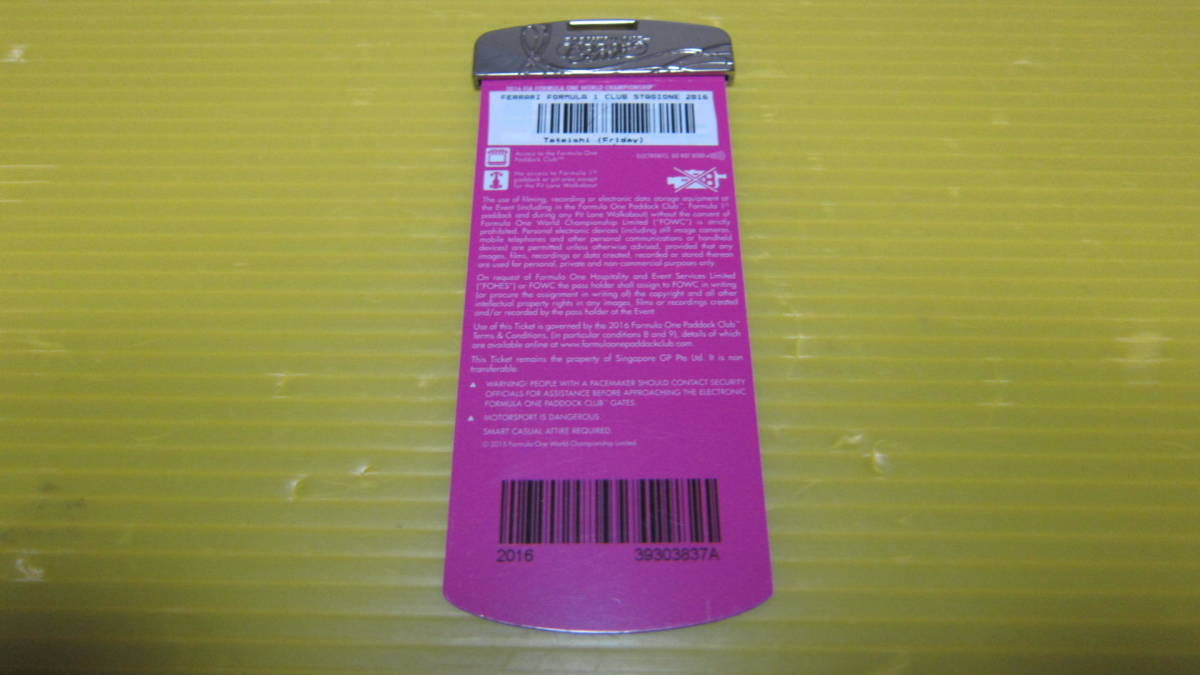 2016 FIA FORMULA ONE WORLD CHAMPIONSHIP™
FERRARI FORMULA 1 CLUB STAGIONE 2016
Tateishi (Friday)
Access to the Formula One
Paddock Club™
ELECTRONICS: DO NOT BEND
No access to Formula 1™
paddock or pit area except
for the Pit Lane Walkabout
The use of filming, recording or electronic data storage equipment at
the Event (including in the Formula One Paddock Club™, Formula 1™
paddock and during any Pit Lane Walkabout) without the consent of
Formula One World Championship Limited ("FOWC") is strictly
prohibited. Personal electronic devices (including still image cameras,
mobile telephones and other personal communications or handheld
devices) are permitted unless otherwise advised, provided that any
images, films, recordings or data created, recorded or stored thereon
are used for personal, private and non-commercial purposes only.
On request of Formula One Hospitality and Event Services Limited
("FOHES") or FOWC the pass holder shall assign to FOWC in writing
(or procure the assignment in writing of) the copyright and all other
intellectual property rights in any images, films or recordings created
and/or recorded by the pass holder at the Event.
Use of this Ticket is governed by the 2016 Formula One Paddock Club™
Terms & Conditions, (in particular conditions 8 and 9), details of which
are available online at www.formulaonepaddockclub.com.
This Ticket remains the property of Singapore GP Pte Ltd. It is non
transferable.
WARNING! PEOPLE WITH A PACEMAKER SHOULD CONTACT SECURITY
OFFICIALS FOR ASSISTANCE BEFORE APPROACHING THE ELECTRONIC
FORMULA ONE PADDOCK CLUB™ GATES.
MOTORSPORT IS DANGEROUS
SMART CASUAL ATTIRE REQUIRED.
© 2015 Formula One World Championship Limited
2016 39303837A